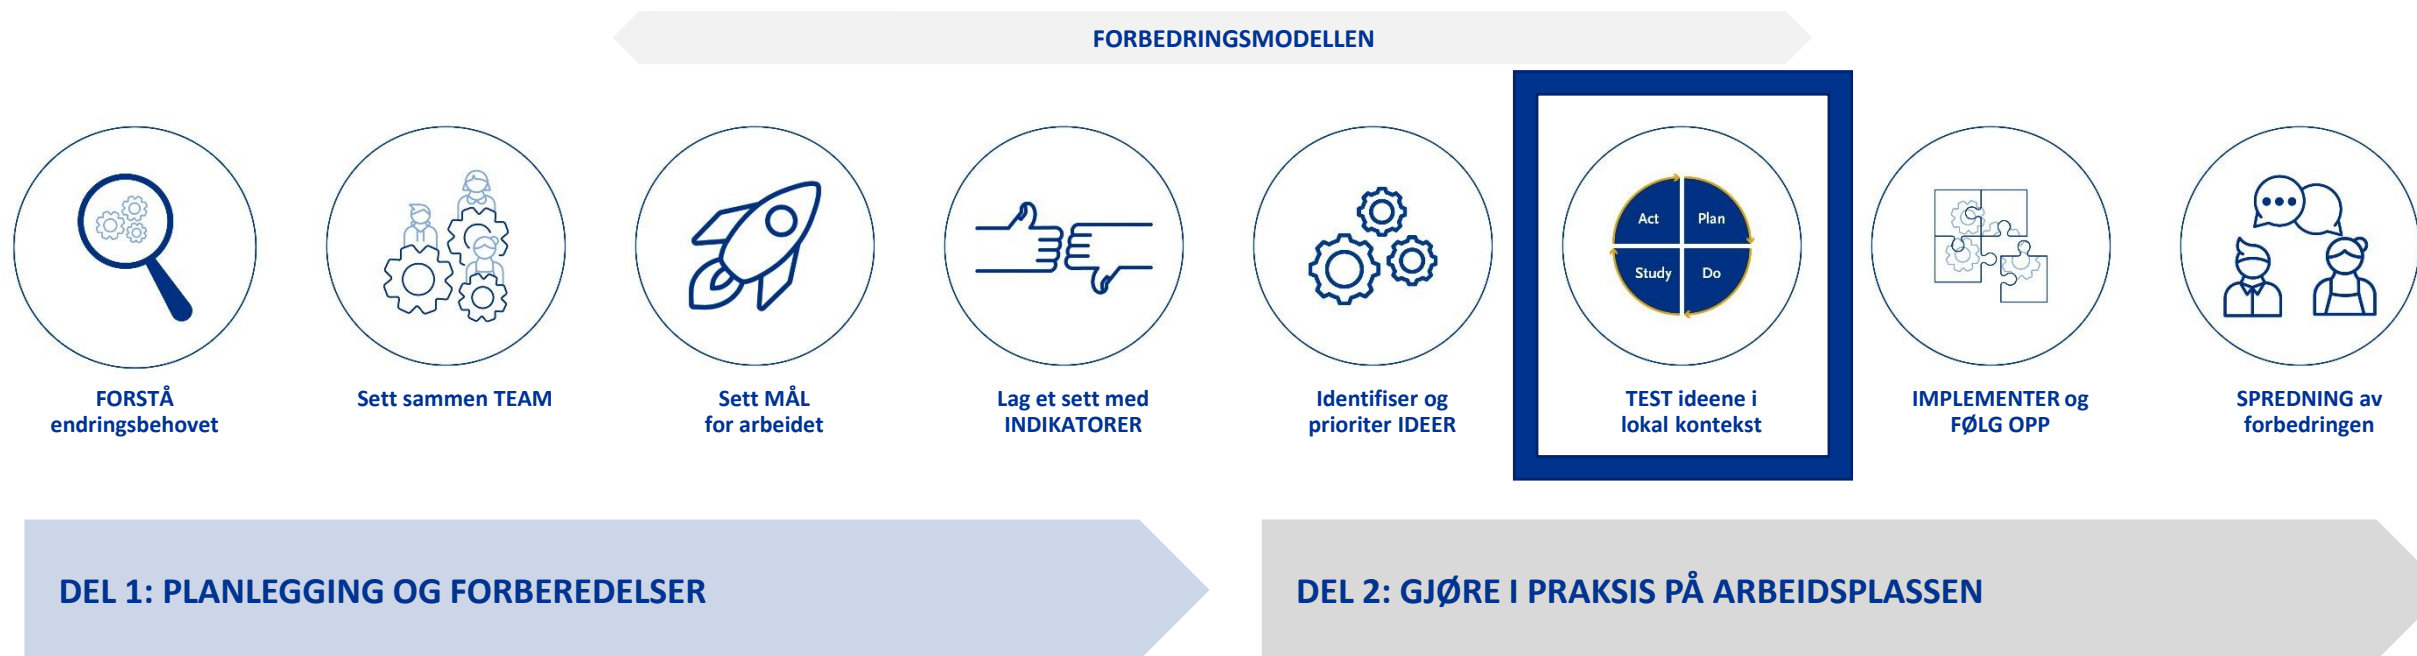 FORBEDRINGSMODELLEN
FORSTÅ
endringsbehovet
Sett sammen TEAM
Sett MÅL
for arbeidet
Lag et sett med
INDIKATORER
Identifiser og
prioriter IDEER
Act
Plan
Study
Do
TEST ideene i
lokal kontekst
IMPLEMENTER og
FØLG OPP
SPREDNING av
forbedringen
DEL 1: PLANLEGGING OG FORBEREDELSER
DEL 2: GJØRE I PRAKSIS PÅ ARBEIDSPLASSEN